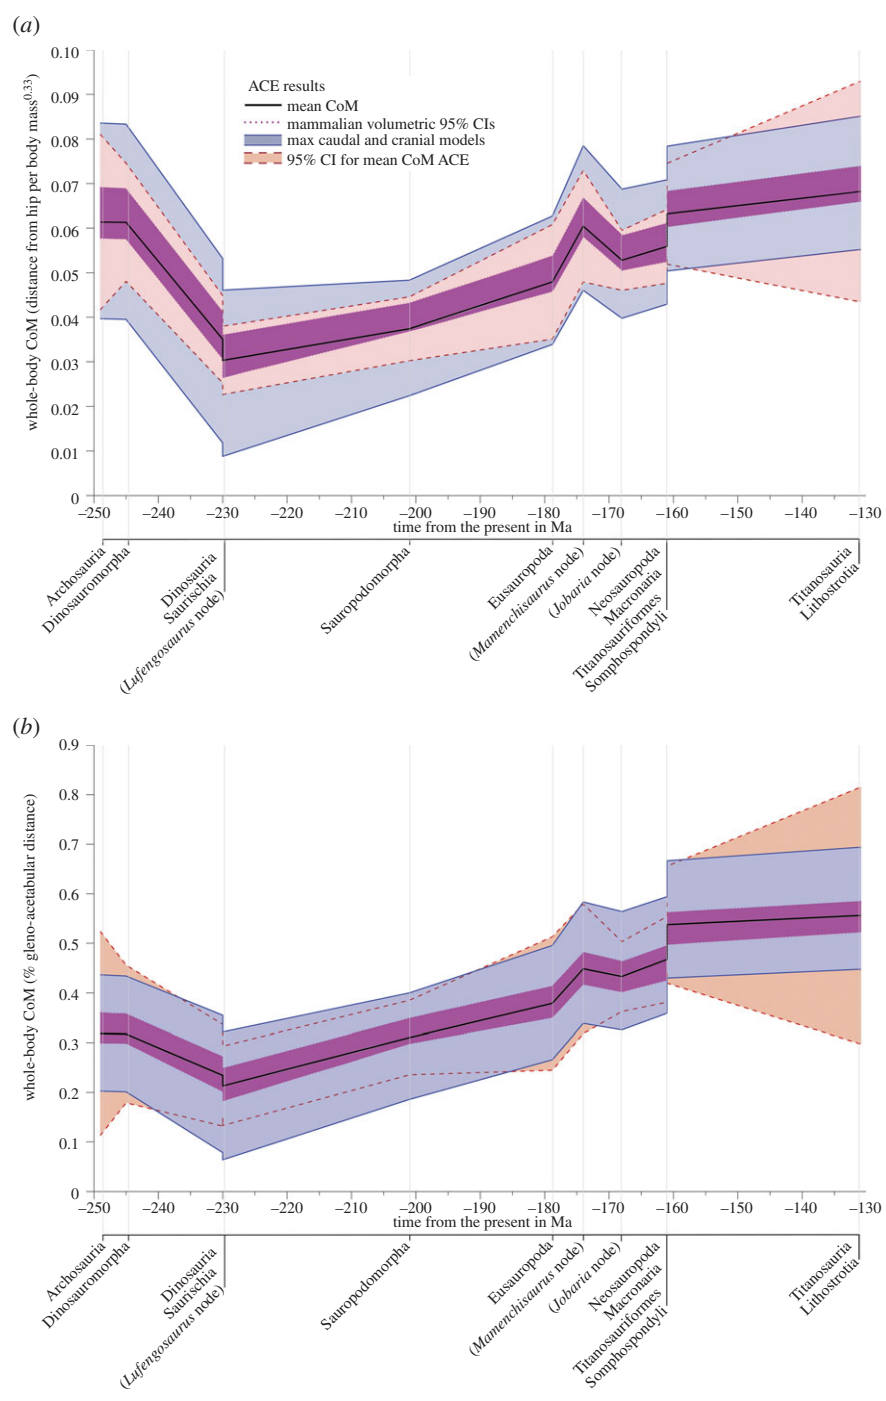 (a)
whole-body CoM (distance from hip per body mass0.33)
0.10
0.09
0.08
0.07
0.06
0.05
0.04
0.03
0.02
0.01
0
ACE results
mean CoM
mammalian volumetric 95% CIs
max caudal and cranial models
95% CI for mean CoM ACE
–250 –240 –230 –220 –210 –200 –190 –180 –170 –160 –150 –140 –130
time from the present in Ma
Archosauria
Dinosauromorpha
Dinosauria
Saurischia
(Lufengosaurus node)
Sauropodomorpha
Eusauropoda
(Mamenchisaurus node)
(Jobaria node)
Neosauropoda
Macronaria
Titanosauriformes
Somphospondyli
Titanosauria
Lithostrotia
(b)
whole-body CoM (% gleno-acetabular distance)
0.9
0.8
0.7
0.6
0.5
0.4
0.3
0.2
0.1
0
–250 –240 –230 –220 –210 –200 –190 –180 –170 –160 –150 –140 –130
time from the present in Ma
Archosauria
Dinosauromorpha
Dinosauria
Saurischia
(Lufengosaurus node)
Sauropodomorpha
Eusauropoda
(Mamenchisaurus node)
(Jobaria node)
Neosauropoda
Macronaria
Titanosauriformes
Somphospondyli
Titanosauria
Lithostrotia